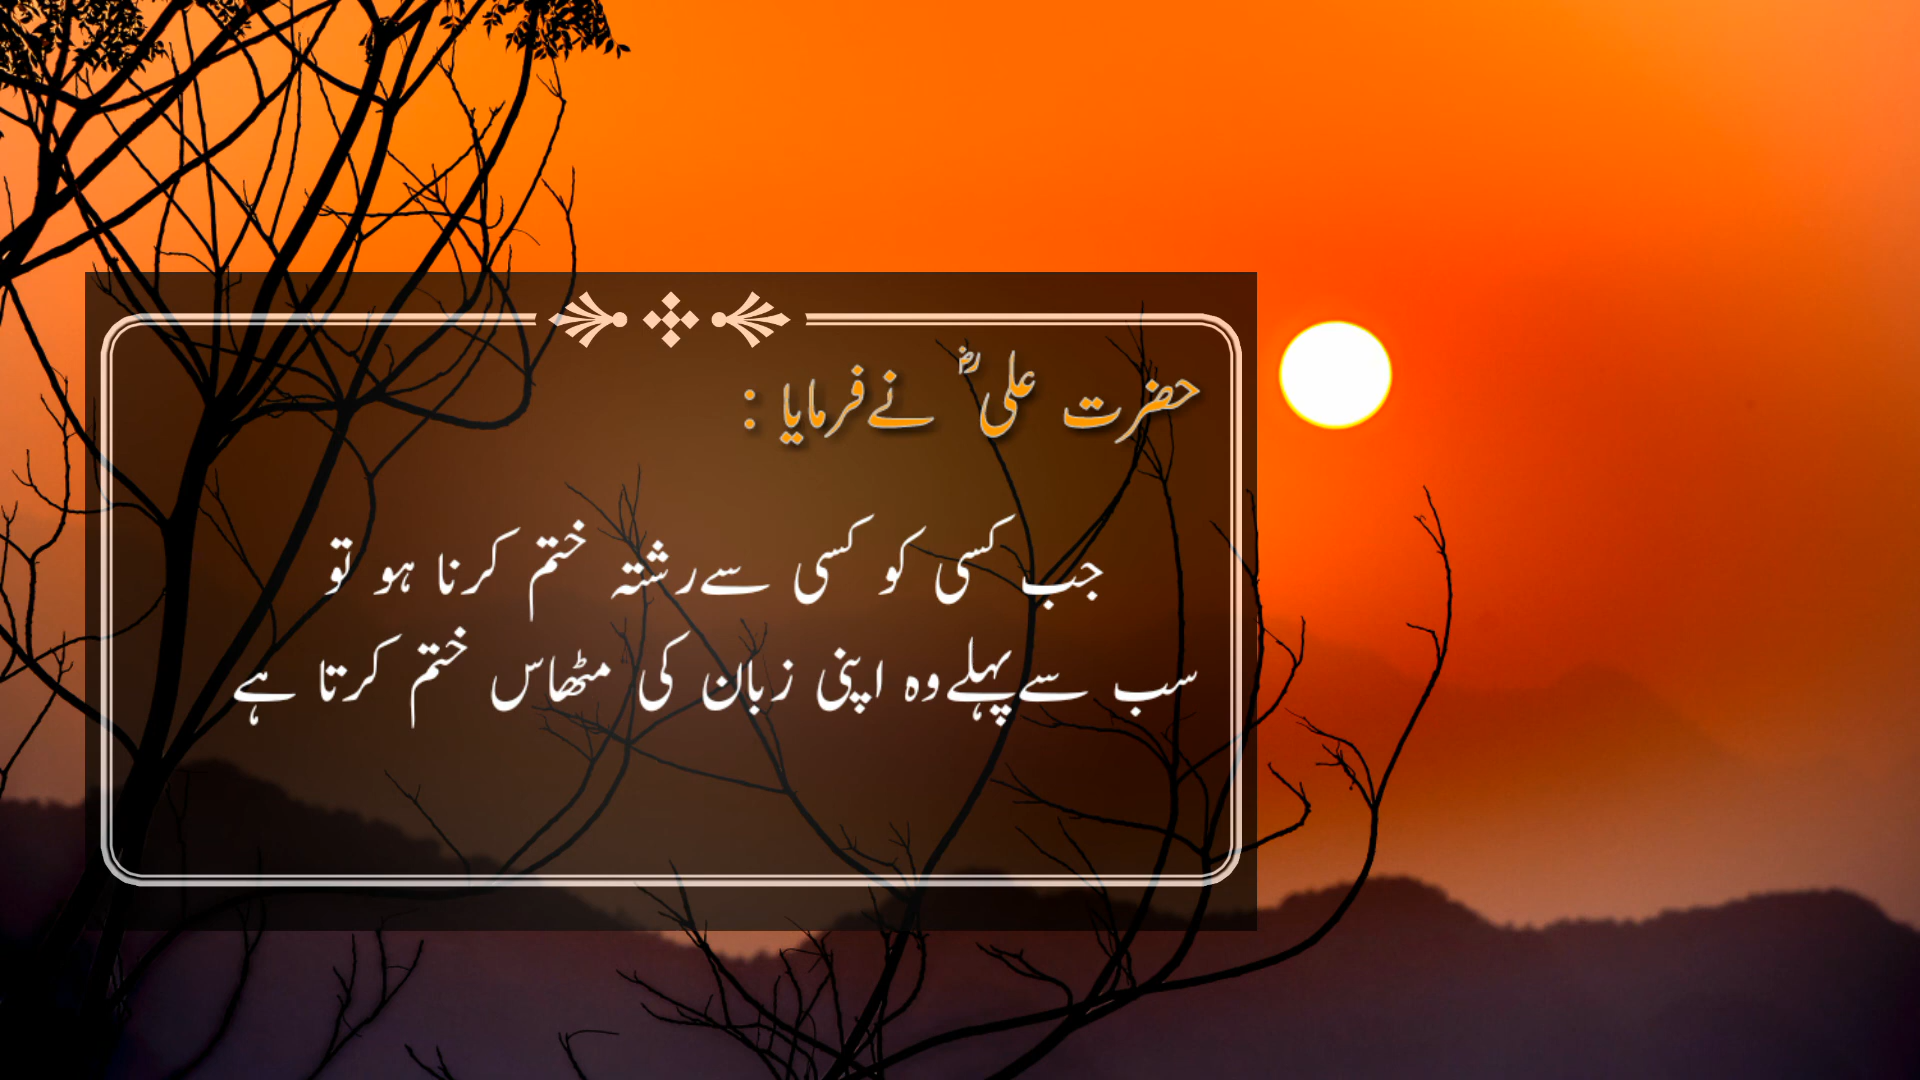 حضرت علیؓ نے فرمایا :
جب کسی کو کسی سے رشتہ ختم کرنا ہو تو
سب سے پہلے وہ اپنی زبان کی مٹھاس ختم کرتا ہے